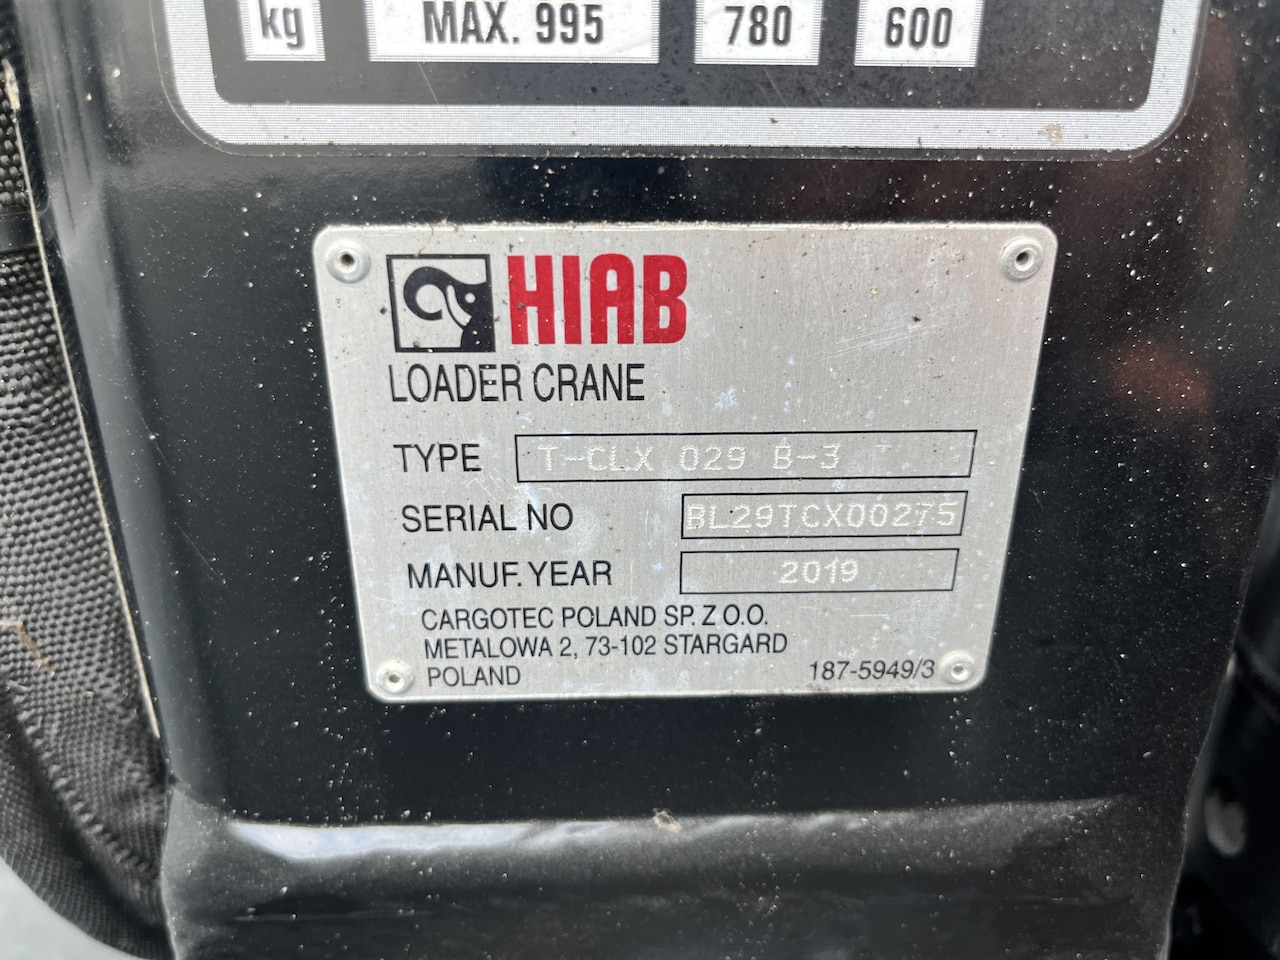 kg MAX. 995 780 600
HIAB
LOADER CRANE
TYPE T-CLX 029 B-3
SERIAL NO BL29TCX00275
MANUF. YEAR 2019
CARGOTEC POLAND SP. Z O.O.
METALOWA 2, 73-102 STARGARD
POLAND 187-5949/3